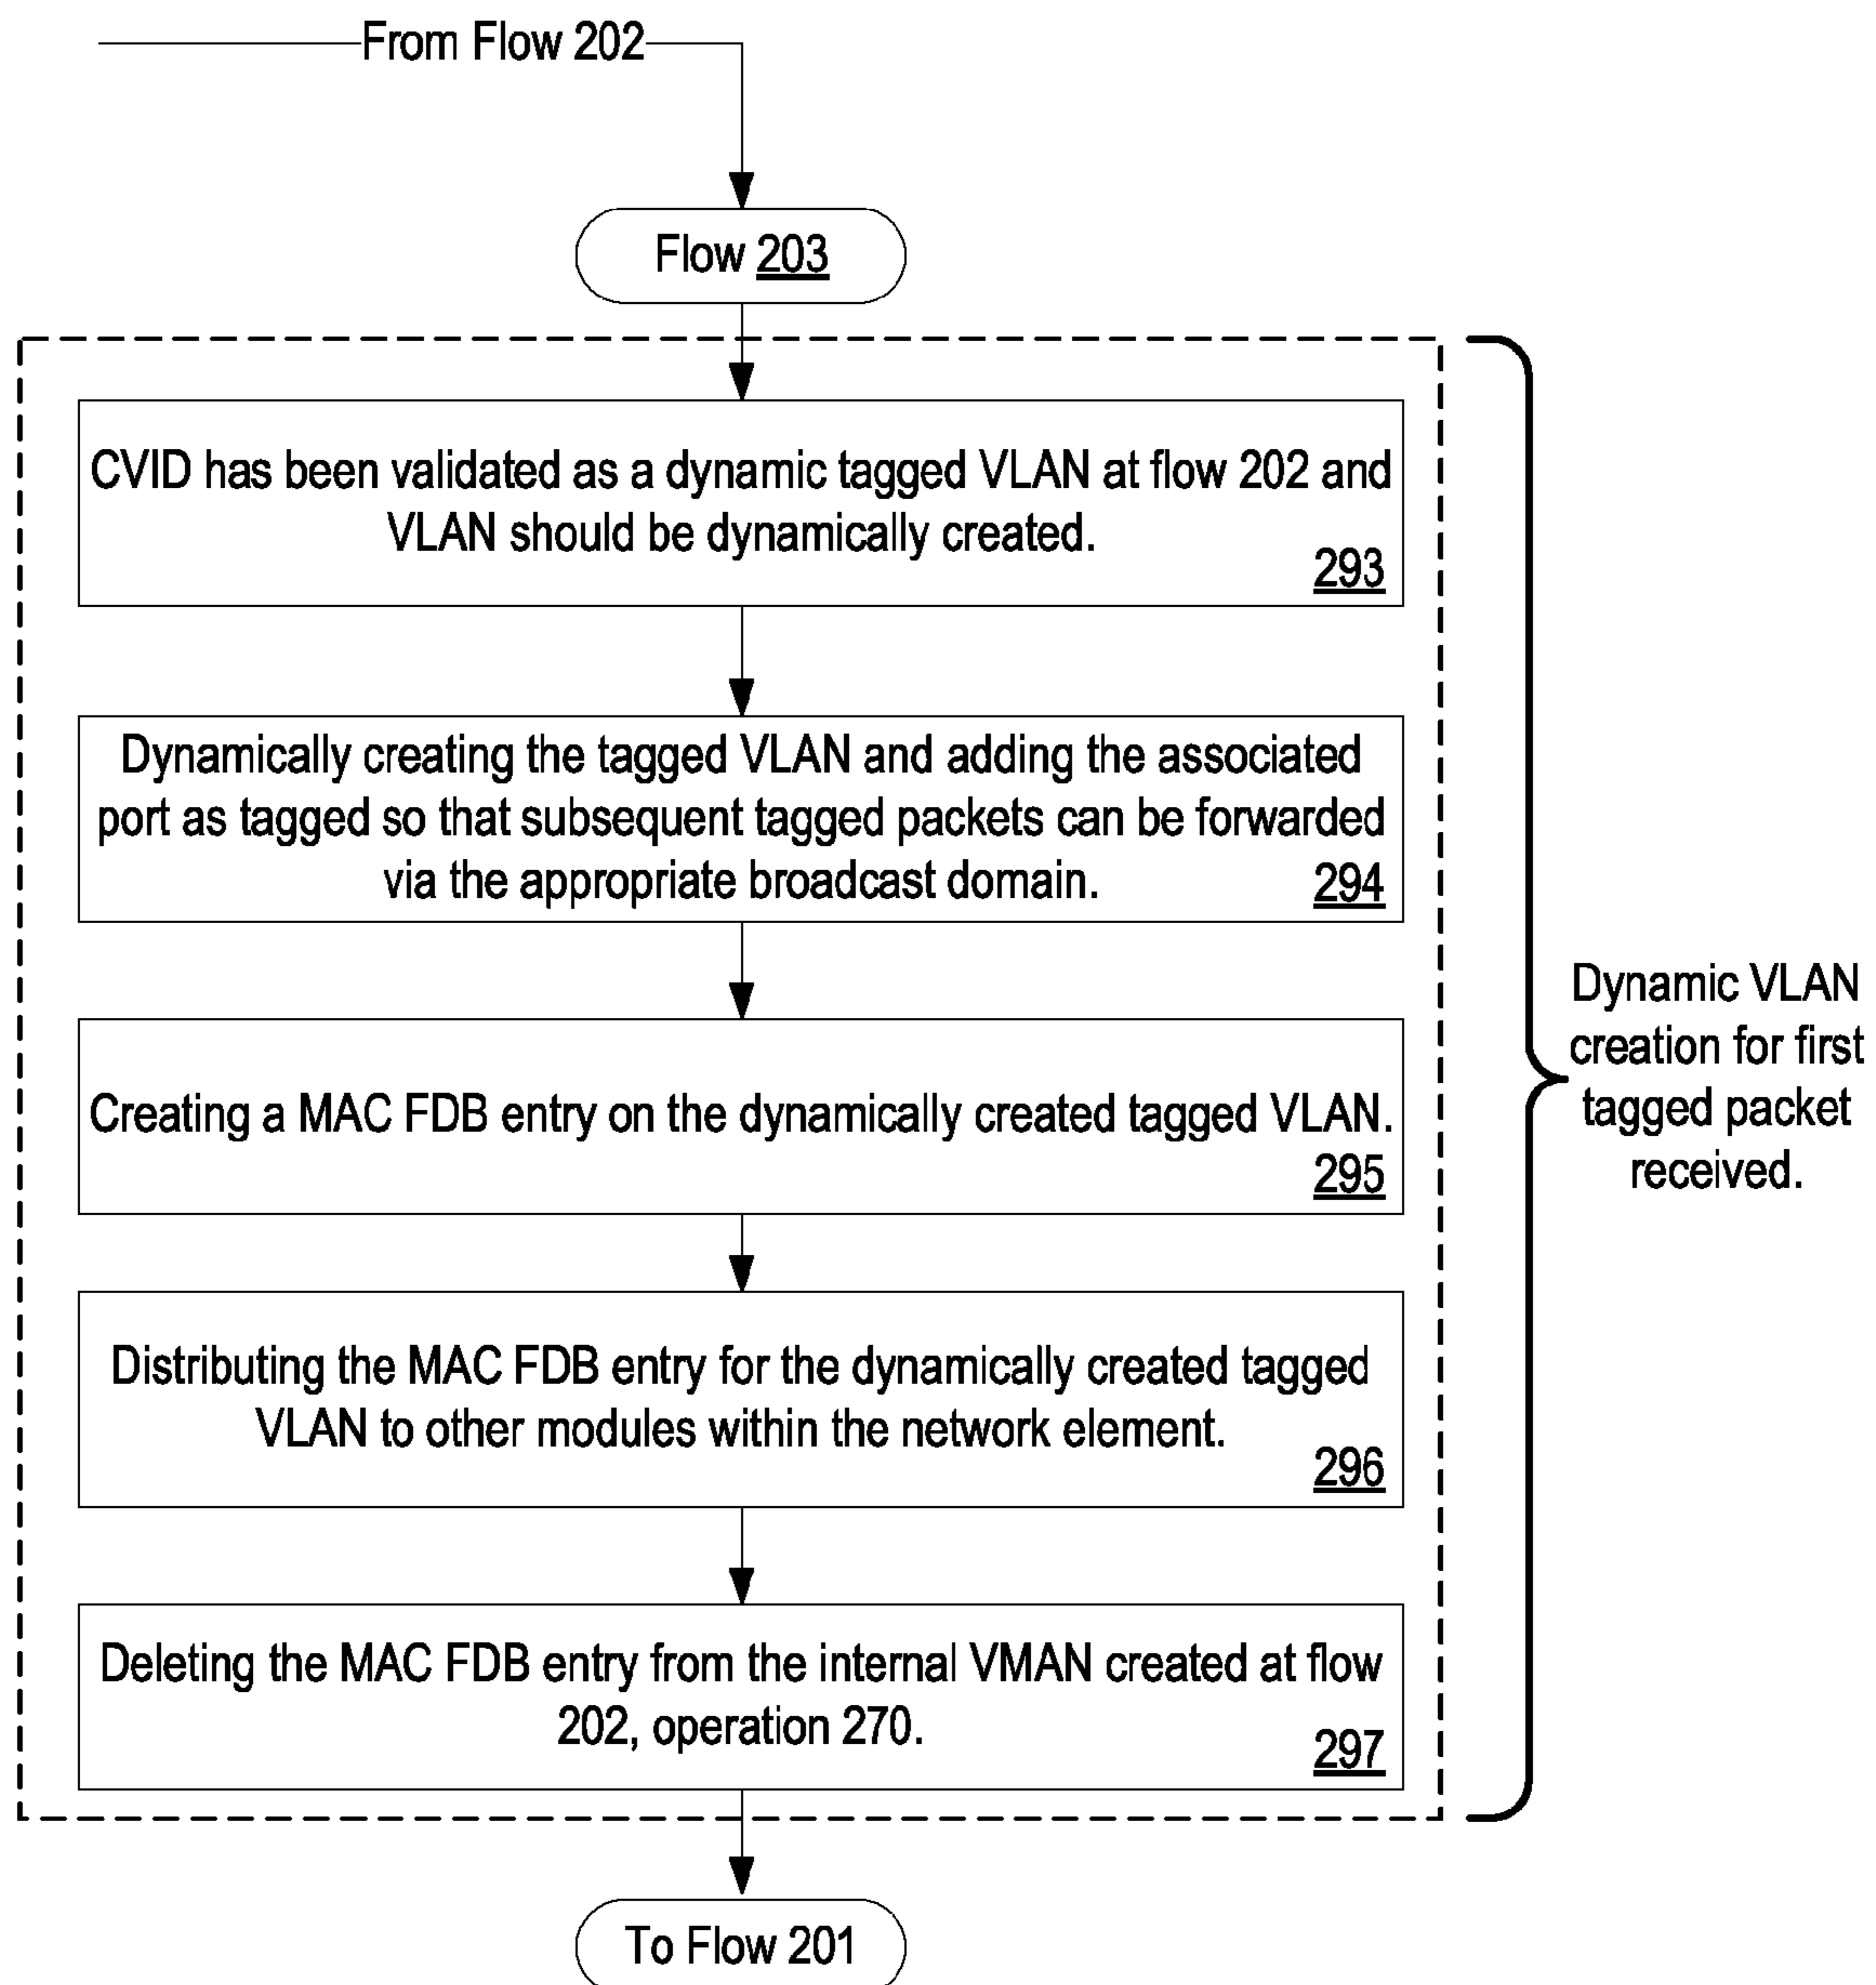 From Flow 202
Flow 203
CVID has been validated as a dynamic tagged VLAN at flow 202 and
VLAN should be dynamically created.
293
Dynamically creating the tagged VLAN and adding the associated
port as tagged so that subsequent tagged packets can be forwarded
via the appropriate broadcast domain.
294
Creating a MAC FDB entry on the dynamically created tagged VLAN.
295
Distributing the MAC FDB entry for the dynamically created tagged
VLAN to other modules within the network element.
296
Deleting the MAC FDB entry from the internal VMAN created at flow
202, operation 270.
297
Dynamic VLAN
creation for first
tagged packet
received.
To Flow 201